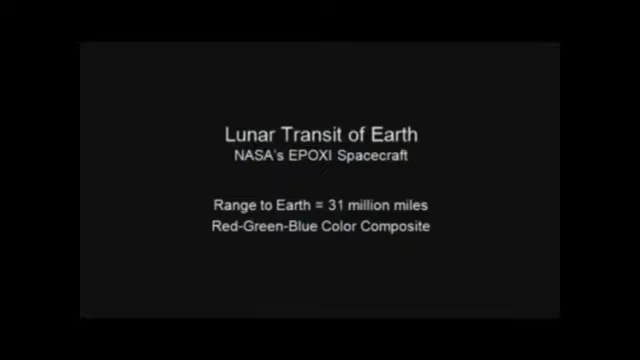 Lunar Transit of Earth
NASA's EPOXI Spacecraft
Range to Earth = 31 million miles
Red-Green-Blue Color Composite